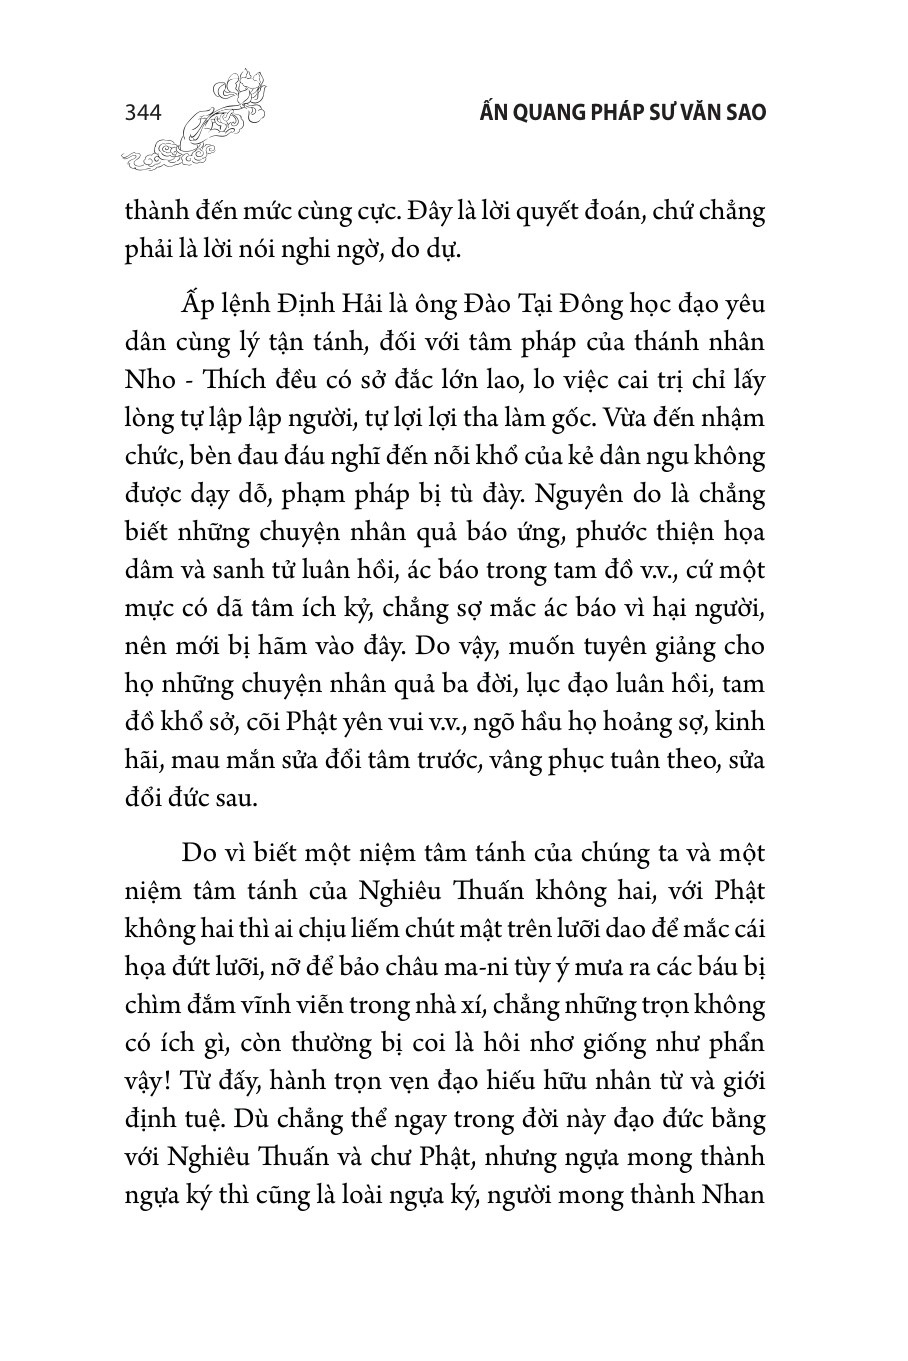 344
ẤN QUANG PHÁP SƯ VĂN SAO
thành đến mức cùng cực. Đây là lời quyết đoán, chứ chẳng
phải là lời nói nghi ngờ, do dự.
Ấp lệnh Định Hải là ông Đào Tại Đông học đạo yêu
dân cùng lý tận tánh, đối với tâm pháp của thánh nhân
Nho - Thích đều có sở đắc lớn lao, lo việc cai trị chỉ lấy
lòng tự lập lập người, tự lợi lợi tha làm gốc. Vừa đến nhậm
chức, bèn đau đáu nghĩ đến nỗi khổ của kẻ dân ngu không
được dạy dỗ, phạm pháp bị tù đày. Nguyên do là chẳng
biết những chuyện nhân quả báo ứng, phước thiện họa
dâm và sanh tử luân hồi, ác báo trong tam đồ v.v., cứ một
mực có dã tâm ích kỷ, chẳng sợ mắc ác báo vì hại người,
nên mới bị hãm vào đây. Do vậy, muốn tuyên giảng cho
họ những chuyện nhân quả ba đời, lục đạo luân hồi, tam
đồ khổ sở, cõi Phật yên vui v.v., ngõ hầu họ hoảng sợ, kinh
hãi, mau mắn sửa đổi tâm trước, vâng phục tuân theo, sửa
đổi đức sau.
Do vì biết một niệm tâm tánh của chúng ta và một
niệm tâm tánh của Nghiêu Thuấn không hai, với Phật
không hai thì ai chịu liếm chút mật trên lưỡi dao để mắc cái
họa đứt lưỡi, nỡ để bảo châu ma-ni tùy ý mưa ra các báu bị
chìm đắm vĩnh viễn trong nhà xí, chẳng những trọn không
có ích gì, còn thường bị coi là hôi nhơ giống như phẩn
vậy! Từ đấy, hành trọn vẹn đạo hiếu hữu nhân từ và giới
định tuệ. Dù chẳng thể ngay trong đời này đạo đức bằng
với Nghiêu Thuấn và chư Phật, nhưng ngựa mong thành
ngựa ký thì cũng là loài ngựa ký, người mong thành Nhan